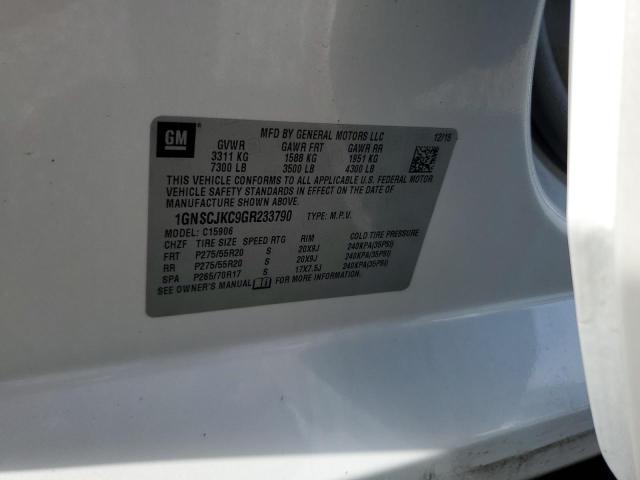 GM
MFD BY GENERAL MOTORS LLC 12/15
GVWR GAWR FRT GAWR RR
3311 KG 1588 KG 1951 KG
7300 LB 3500 LB 4300 LB
THIS VEHICLE CONFORMS TO ALL APPLICABLE U.S. FEDERAL MOTOR
VEHICLE SAFETY STANDARDS IN EFFECT ON THE DATE OF
MANUFACTURE SHOWN ABOVE.
1GNSCJKC9GR233790 TYPE: M.P.V.
MODEL: C15906
CHZF TIRE SIZE SPEED RTG RIM COLD TIRE PRESSURE
FRT P275/55R20 S 20X9J 240KPA(35PSI)
RR P275/55R20 S 20X9J 240KPA(35PSI)
SPA P265/70R17 S 17X7.5J 240KPA(35PSI)
SEE OWNER'S MANUAL FOR MORE INFORMATION.